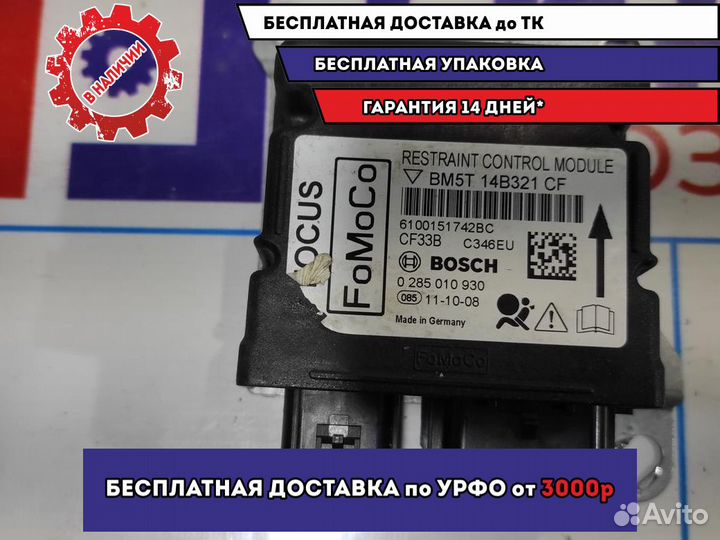 БЕСПЛАТНАЯ ДОСТАВКА до ТК
БЕСПЛАТНАЯ УПАКОВКА
ГАРАНТИЯ 14 ДНЕЙ*
В НАЛИЧИИ
RESTRAINT CONTROL MODULE
BM5T 14B321 CF
6100151742BC
CF33B C346EU
BOSCH
0 285 010 930
085 11-10-08
Made in Germany
OCUS
FoMoCo
FoMoCo
БЕСПЛАТНАЯ ДОСТАВКА по УРФО от 3000р
Avito